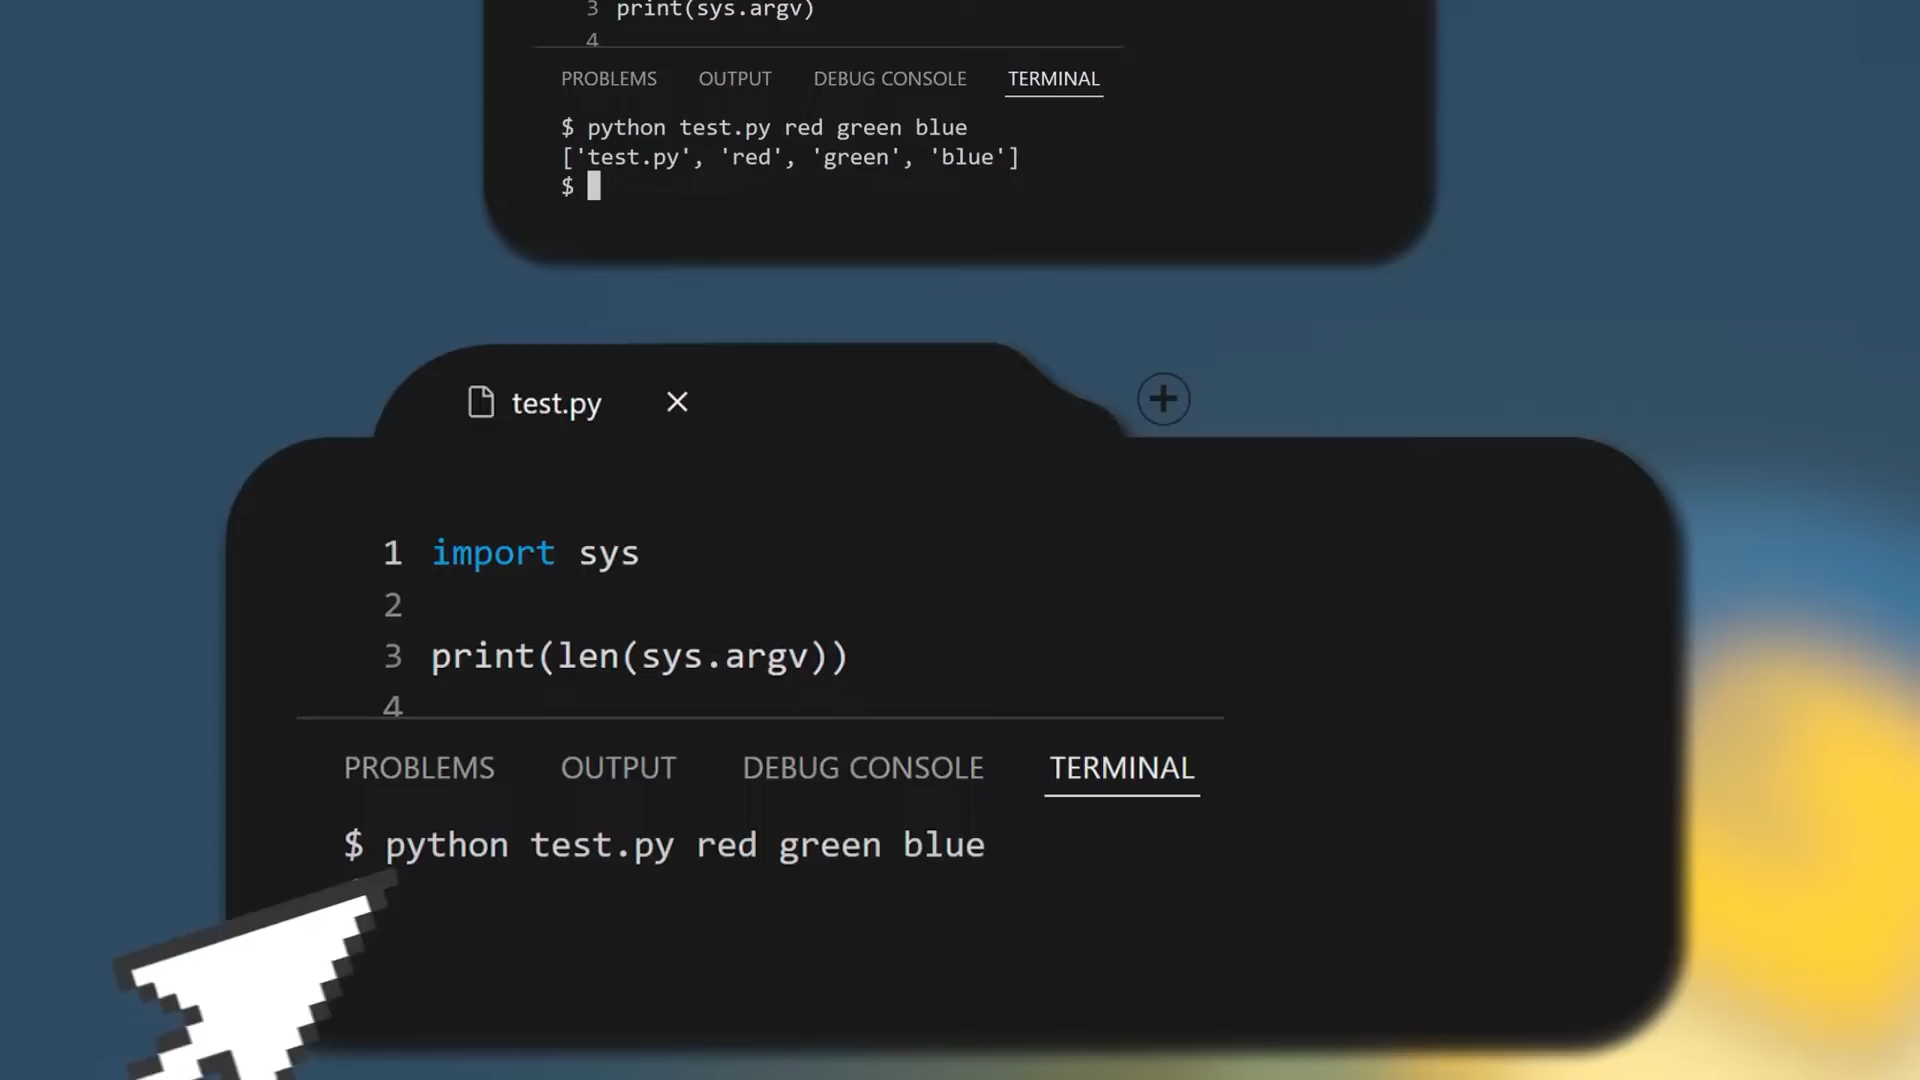 3 print(sys.argv)
4
PROBLEMS OUTPUT DEBUG CONSOLE TERMINAL
$ python test.py red green blue
['test.py', 'red', 'green', 'blue']
$
test.py
1 import sys
2
3 print(len(sys.argv))
4
PROBLEMS OUTPUT DEBUG CONSOLE TERMINAL
$ python test.py red green blue